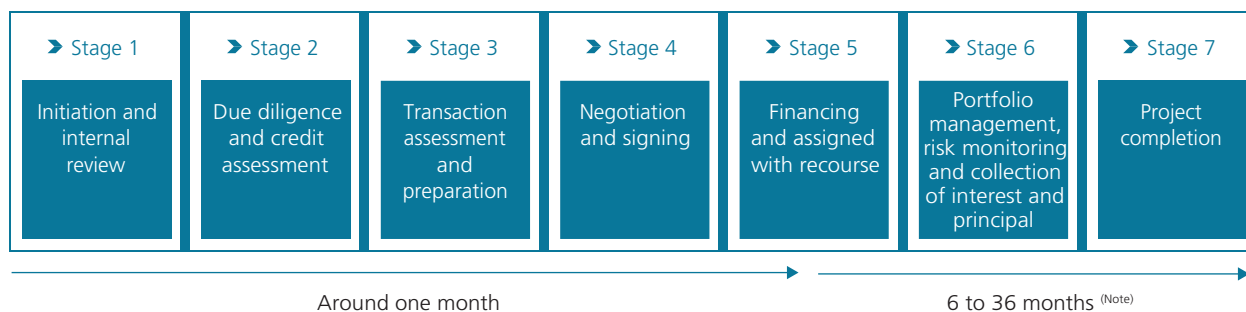 Stage 1
Stage 2
Stage 3
Stage 4
Stage 5
Stage 6
Stage 7
Initiation and
internal
review
Due diligence
and credit
assessment
Transaction
assessment
and
preparation
Negotiation
and signing
Financing
and assigned
with recourse
Portfolio
management,
risk monitoring
and collection
of interest and
principal
Project
completion
Around one month
6 to 36 months (Note)